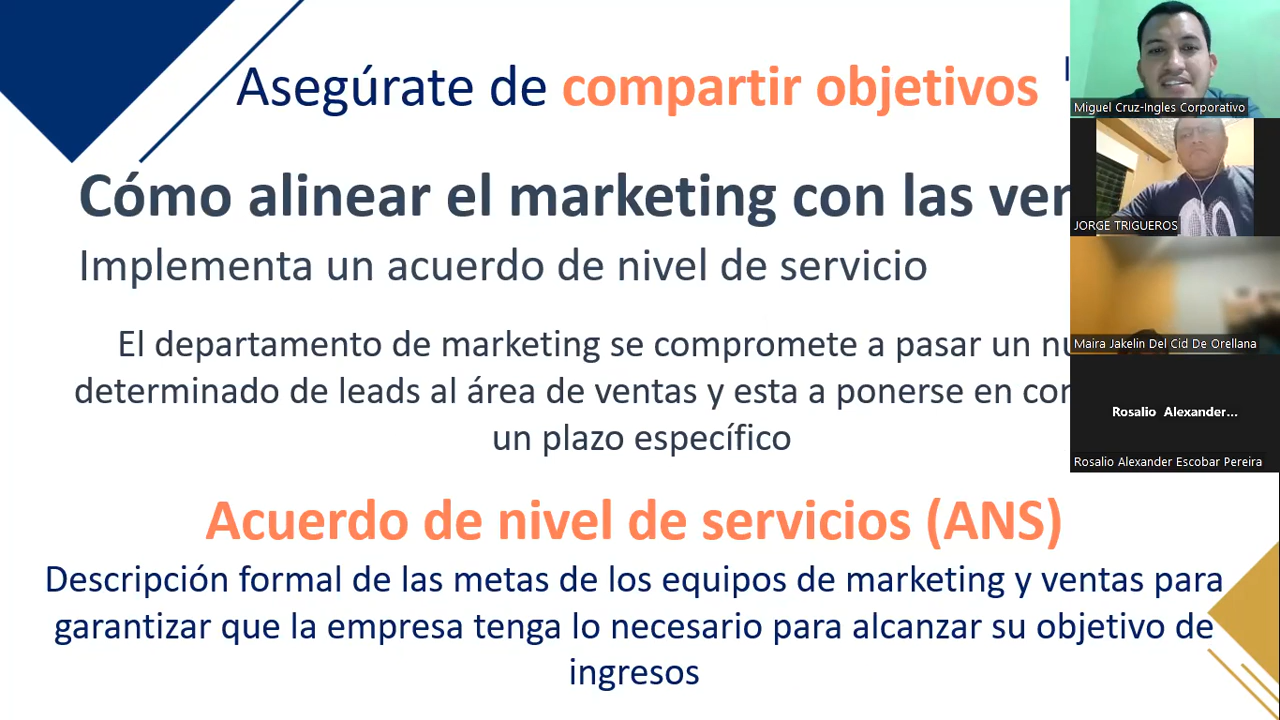 Asegúrate de compartir objetivos
Cómo alinear el marketing con las ven
Implementa un acuerdo de nivel de servicio
El departamento de marketing se compromete a pasar un nu
determinado de leads al área de ventas y esta a ponerse en con
un plazo específico
Acuerdo de nivel de servicios (ANS)
Descripción formal de las metas de los equipos de marketing y ventas para
garantizar que la empresa tenga lo necesario para alcanzar su objetivo de
ingresos
Miguel Cruz-Ingles Corporativo
JORGE TRIGUEROS
Maira Jakelin Del Cid De Orellana
Rosalio Alexander...
Rosalio Alexander Escobar Pereira